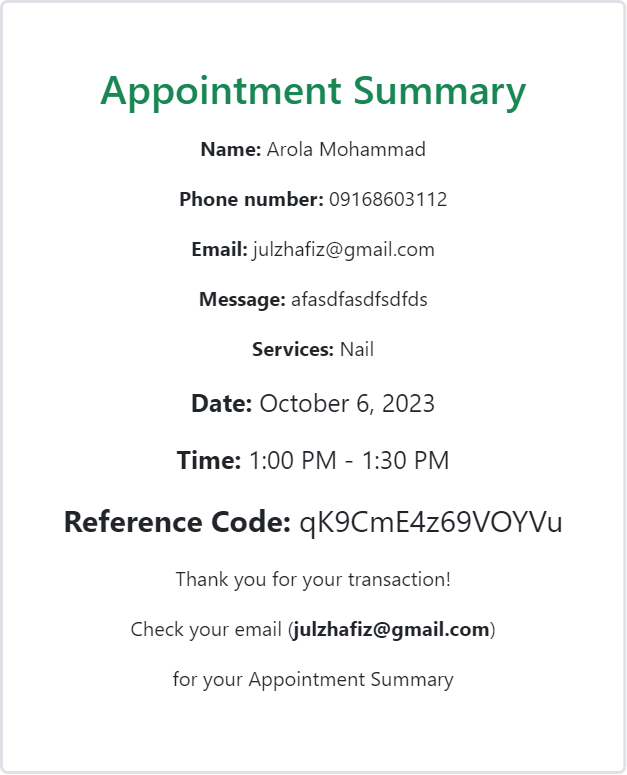 Appointment Summary
Name: Arola Mohammad
Phone number: 09168603112
Email: julzhafiz@gmail.com
Message: afasdfasdfsdfds
Services: Nail
Date: October 6, 2023
Time: 1:00 PM - 1:30 PM
Reference Code: qK9CmE4z69VOYVu
Thank you for your transaction!
Check your email (julzhafiz@gmail.com)
for your Appointment Summary